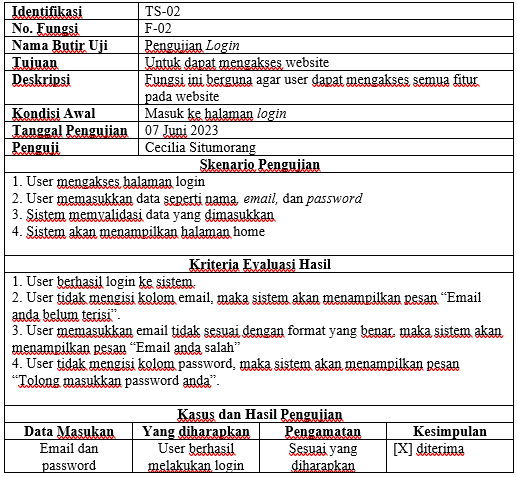 Identifikasi TS-02
No. Fungsi F-02
Nama Butir Uji Pengujian Login
Tujuan Untuk dapat mengakses website
Deskripsi Fungsi ini berguna agar user dapat mengakses semua fitur
pada website
Kondisi Awal Masuk ke halaman login
Tanggal Pengujian 07 Juni 2023
Penguji Cecilia Situmorang
Skenario Pengujian
1. User mengakses halaman login
2. User memasukkan data seperti nama, email, dan password
3. Sistem memvalidasi data yang dimasukkan
4. Sistem akan menampilkan halaman home
Kriteria Evaluasi Hasil
1. User berhasil login ke sistem.
2. User tidak mengisi kolom email, maka sistem akan menampilkan pesan “Email
anda belum terisi”.
3. User memasukkan email tidak sesuai dengan format yang benar, maka sistem akan
menampilkan pesan “Email anda salah”
4. User tidak mengisi kolom password, maka sistem akan menampilkan pesan
“Tolong masukkan password anda”.
Kasus dan Hasil Pengujian
Data Masukan Yang diharapkan Pengamatan Kesimpulan
Email dan User berhasil Sesuai yang [X] diterima
password melakukan login diharapkan